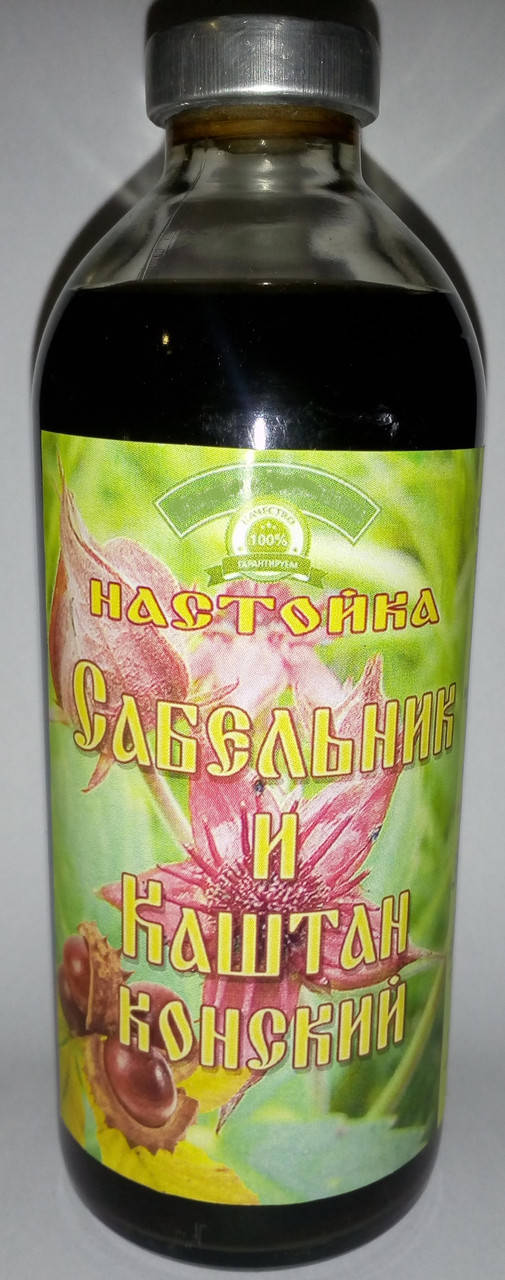 КАЧЕСТВО
100%
ГАРАНТИРУЕМ
НАСТОЙКА
САБЕЛЬНИК
И
КАШТАН
КОНСКИЙ